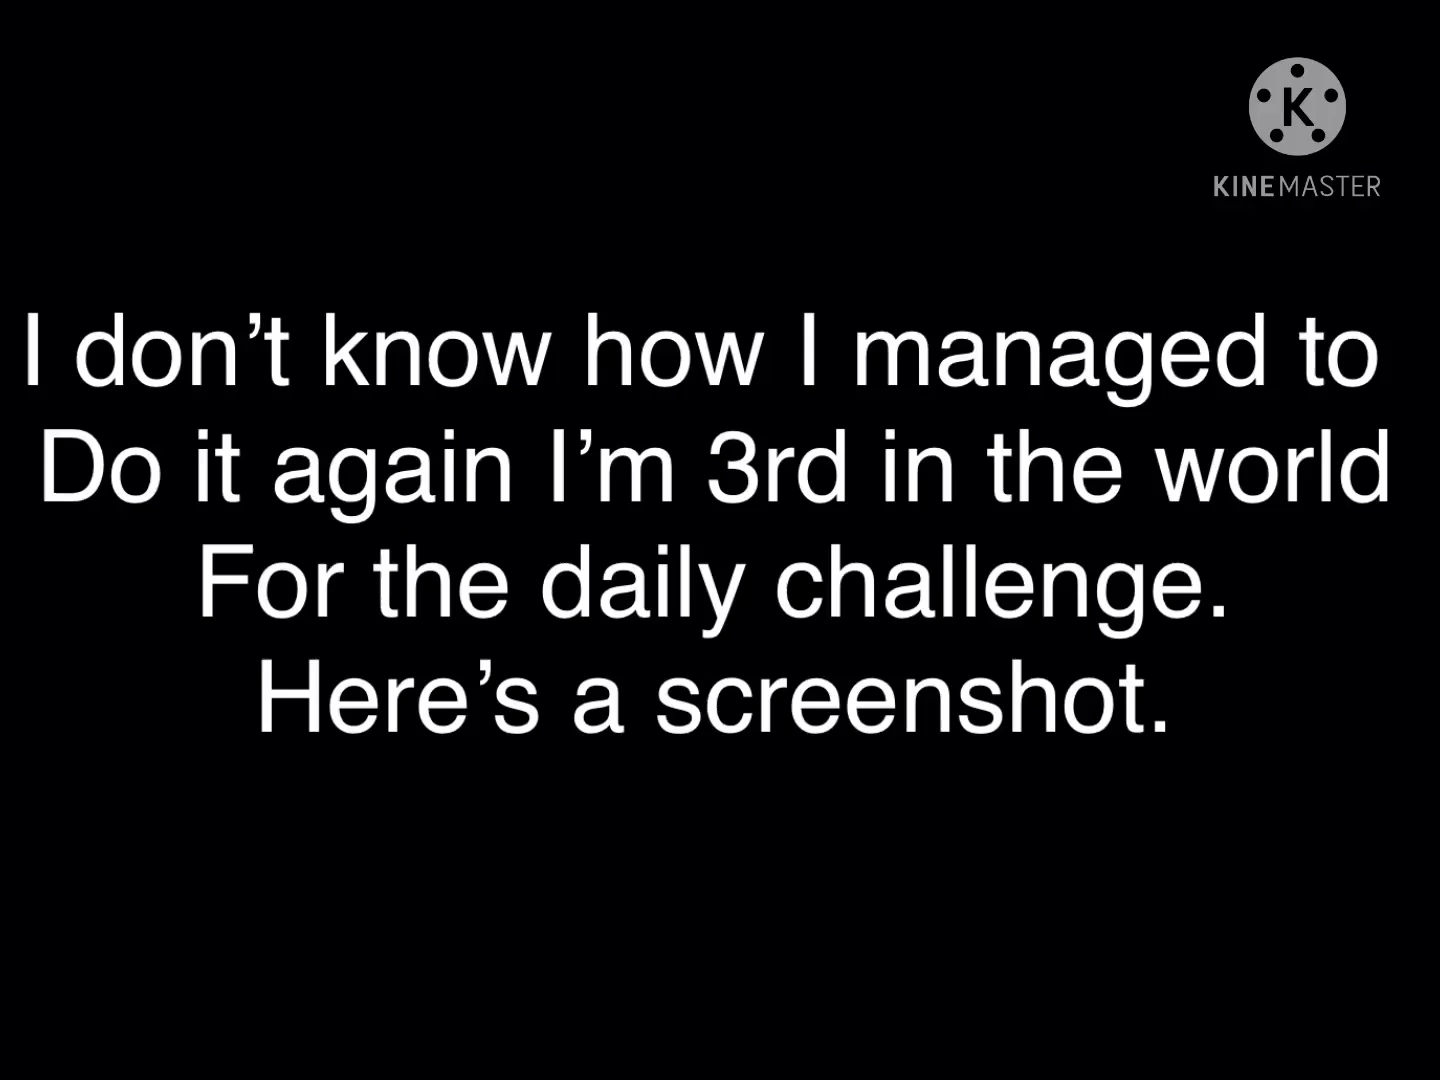 K
KINEMASTER
I don’t know how I managed to
Do it again I’m 3rd in the world
For the daily challenge.
Here’s a screenshot.